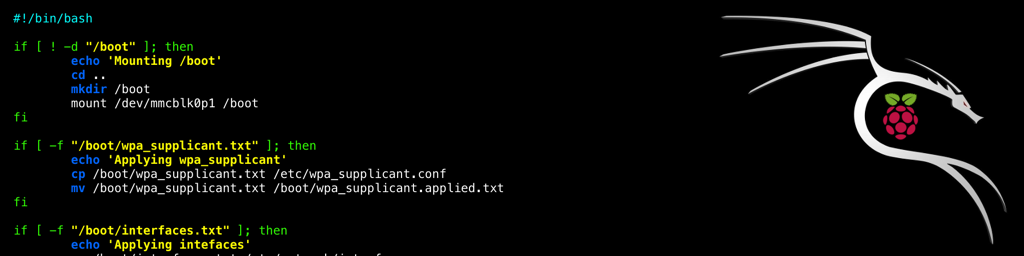 #!/bin/bash
if [ ! -d "/boot" ]; then
echo 'Mounting /boot'
cd ..
mkdir /boot
mount /dev/mmcblk0p1 /boot
fi
if [ -f "/boot/wpa_supplicant.txt" ]; then
echo 'Applying wpa_supplicant'
cp /boot/wpa_supplicant.txt /etc/wpa_supplicant.conf
mv /boot/wpa_supplicant.txt /boot/wpa_supplicant.applied.txt
fi
if [ -f "/boot/interfaces.txt" ]; then
echo 'Applying intefaces'